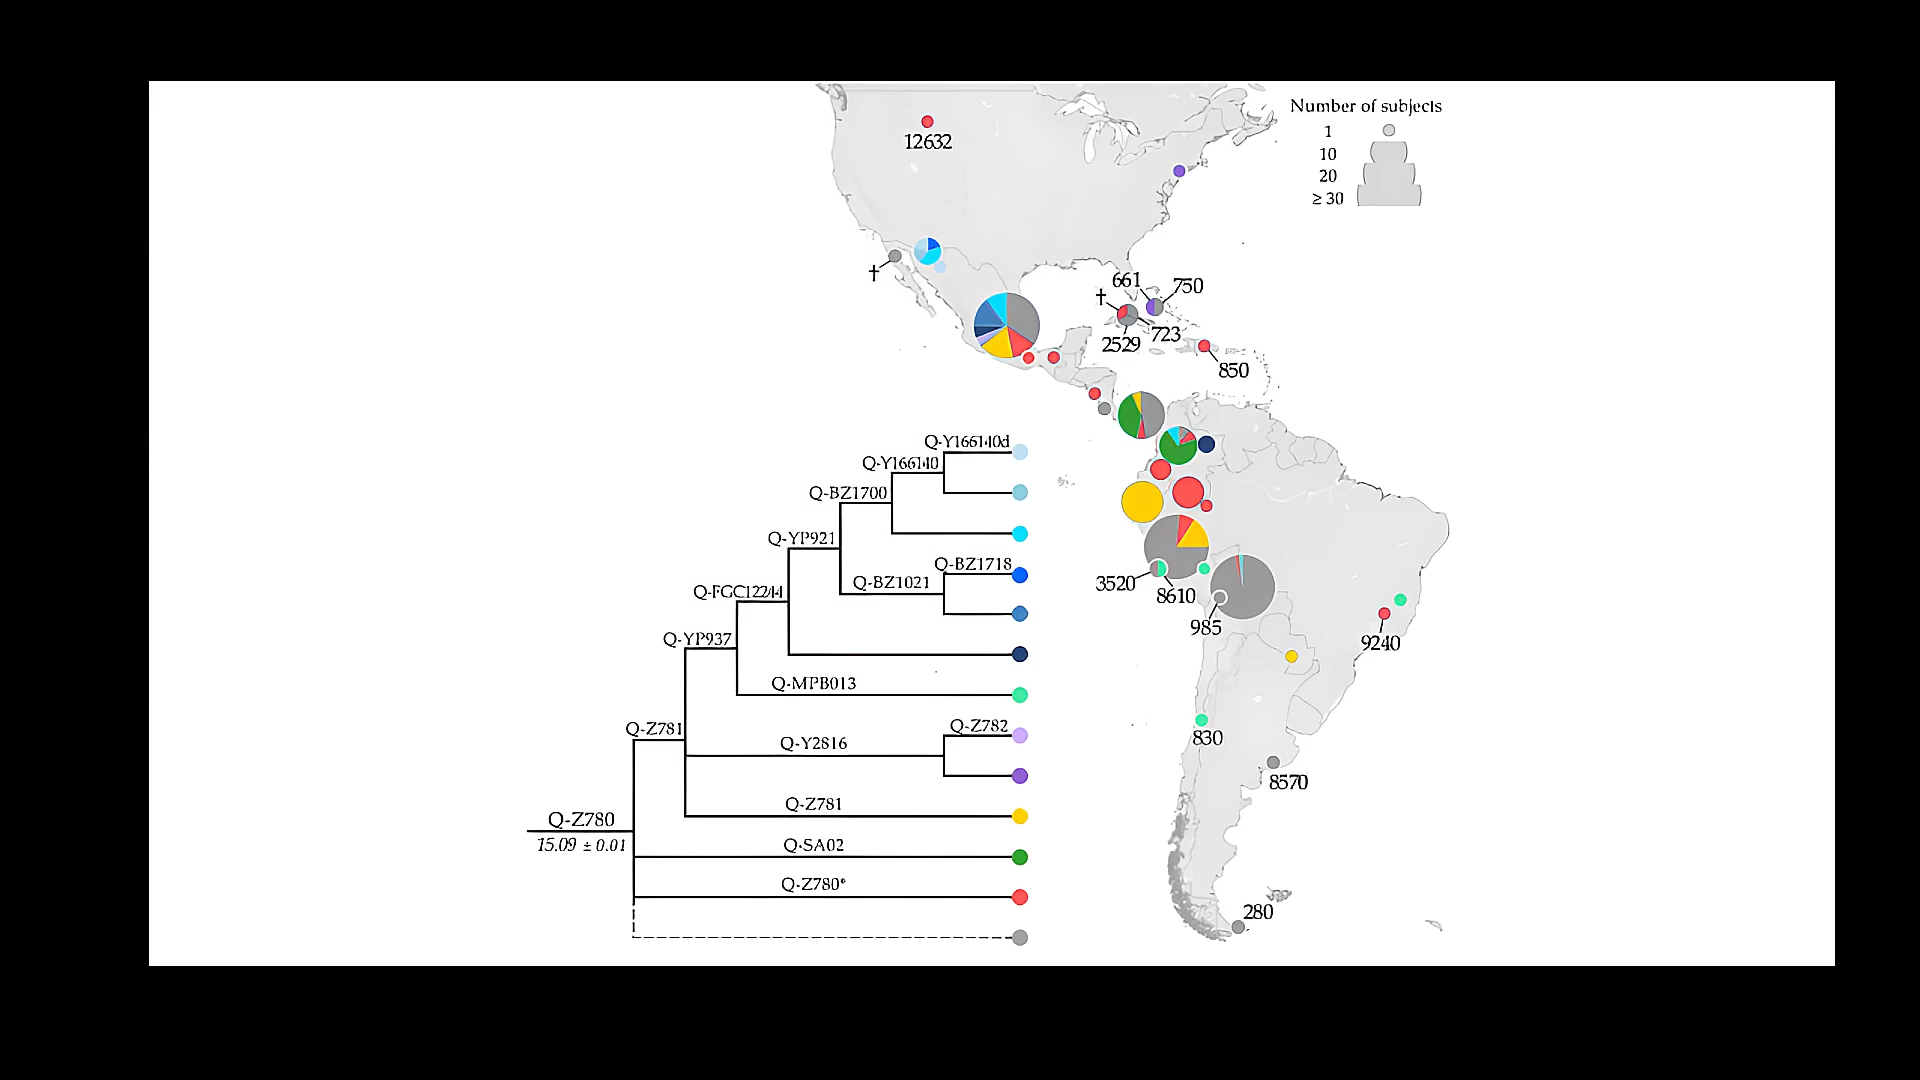 Number of subjects
1
10
20
≥ 30
12632
†
661
750
†
723
2529
850
Q-Y166140d
Q-Y166140
Q-BZ1700
Q-YP921
Q-BZ1718
Q-BZ1021
3520
8610
Q-FGC12244
985
Q-YP937
9240
Q-MPB013
Q-Z781
Q-Z782
830
Q-Y2816
8570
Q-Z781
Q-Z780
15.09 ± 0.01
Q-SA02
Q-Z780*
280